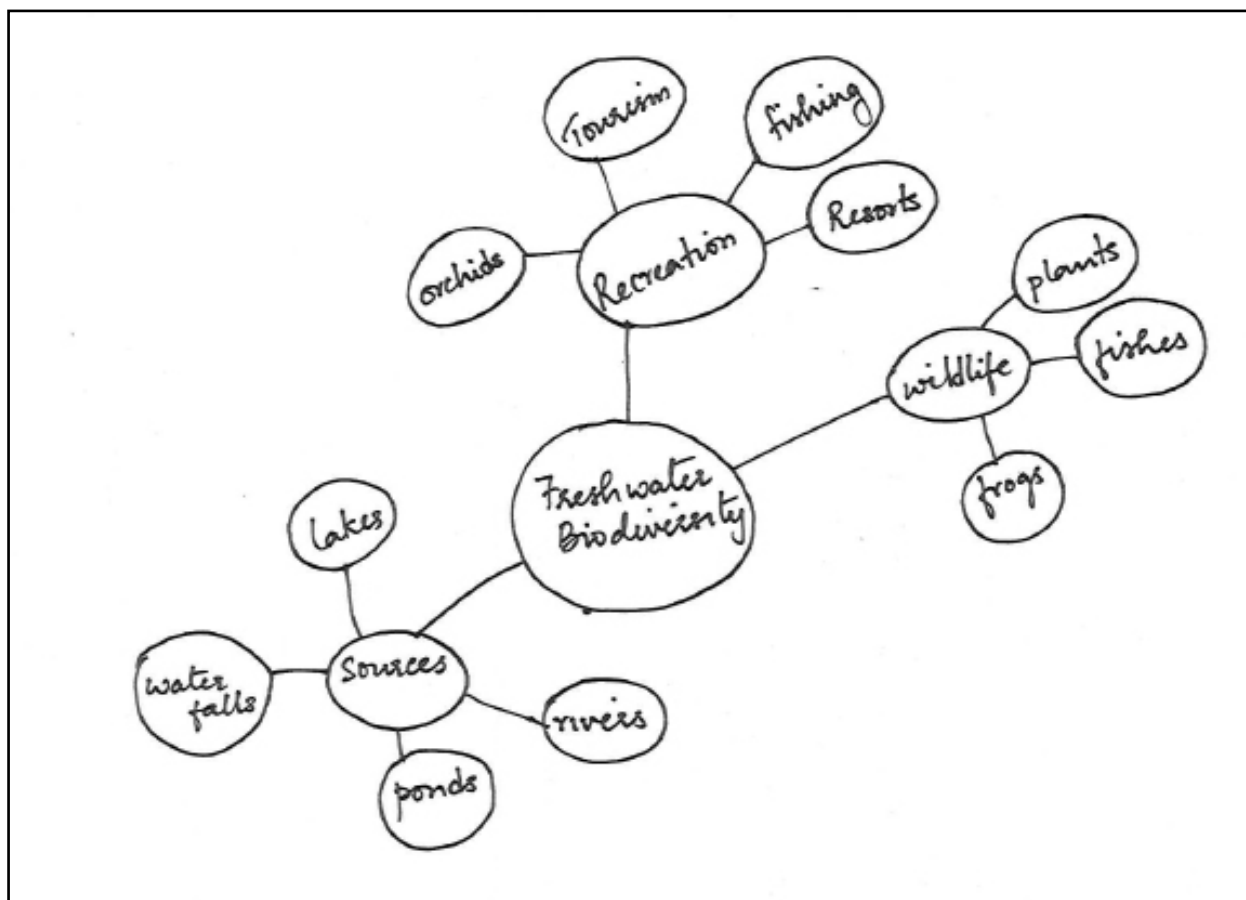 Tourism
fishing
orchids
Recreation
Resorts
plants
wildlife
fishes
frogs
Freshwater
Biodiversity
lakes
Sources
water
falls
rivers
ponds